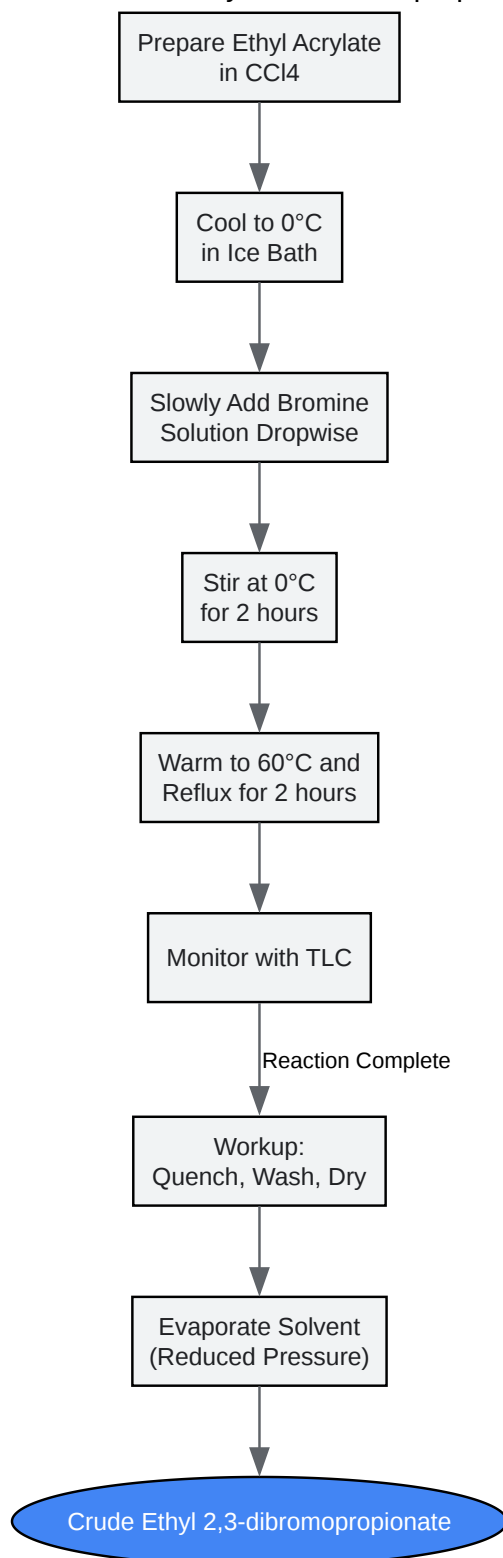 Prepare Ethyl Acrylate
in CCl4
Cool to 0°C
in Ice Bath
Slowly Add Bromine
Solution Dropwise
Stir at 0°C
for 2 hours
Warm to 60°C and
Reflux for 2 hours
Monitor with TLC
Reaction Complete
Workup:
Quench, Wash, Dry
Evaporate Solvent
(Reduced Pressure)
Crude Ethyl 2,3-dibromopropionate